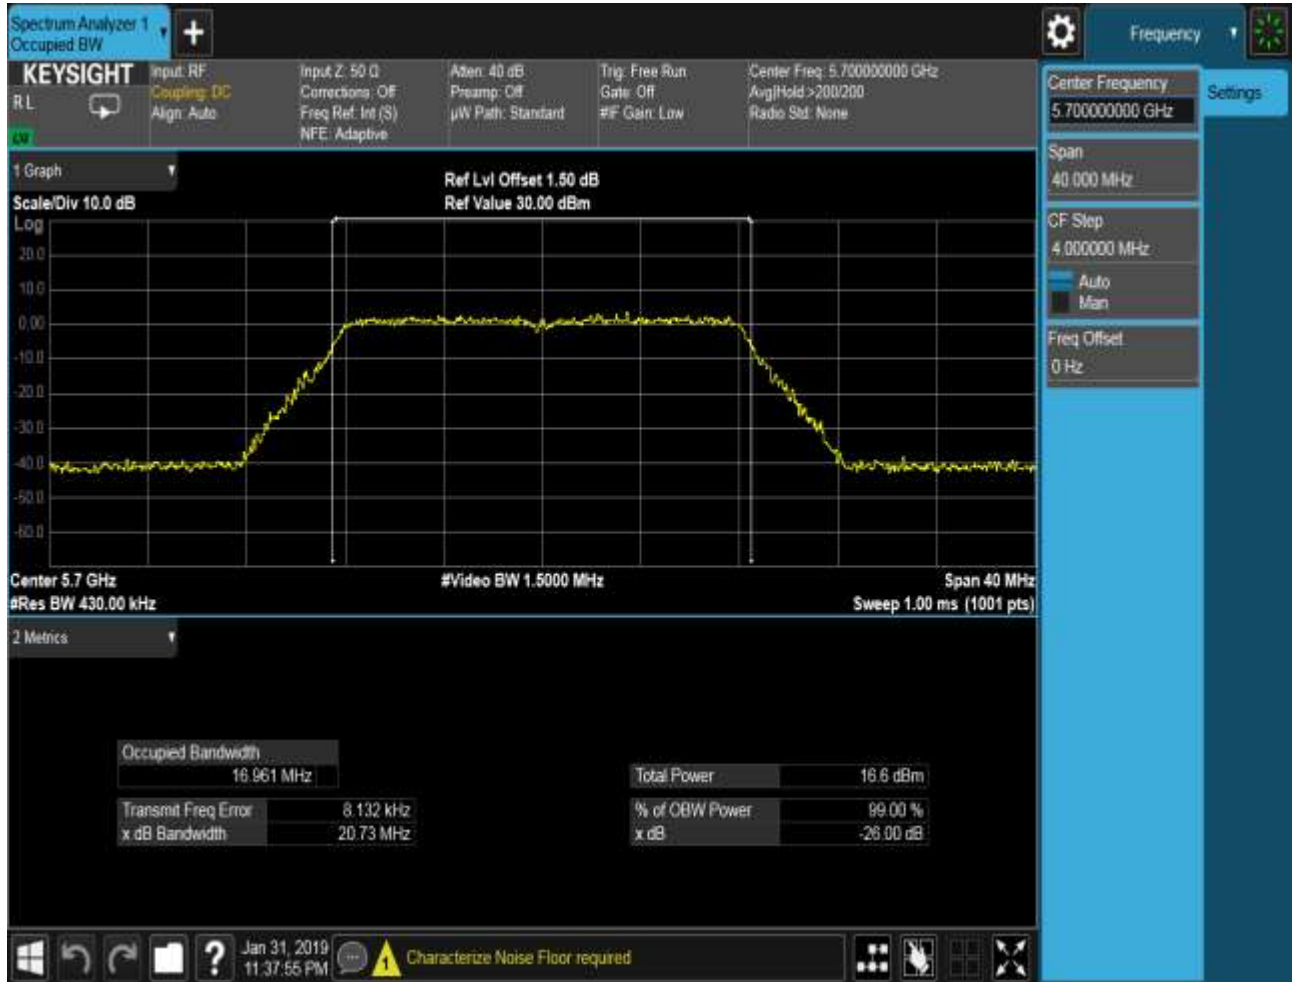 Spectrum Analyzer 1
Occupied BW
Frequency
KEYSIGHT
RL
Input: RF
Coupling: DC
Align: Auto
Input Z: 50 Ω
Corrections: Off
Freq Ref: Int (S)
NFE: Adaptive
Atten: 40 dB
Preamp: Off
µW Path: Standard
Trig: Free Run
Gate: Off
#IF Gain: Low
Center Freq: 5.700000000 GHz
Avg|Hold:>200/200
Radio Std: None
Center Frequency
5.700000000 GHz
Settings
Span
40.000 MHz
CF Step
4.000000 MHz
Auto
Man
Freq Offset
0 Hz
1 Graph
Scale/Div 10.0 dB
Ref Lvl Offset 1.50 dB
Ref Value 30.00 dBm
Log
20.0
10.0
0.00
-10.0
-20.0
-30.0
-40.0
-50.0
-60.0
Center 5.7 GHz
#Video BW 1.5000 MHz
Span 40 MHz
#Res BW 430.00 kHz
Sweep 1.00 ms (1001 pts)
2 Metrics
Occupied Bandwidth
16.961 MHz
Total Power 16.6 dBm
Transmit Freq Error 8.132 kHz
% of OBW Power 99.00 %
x dB Bandwidth 20.73 MHz
x dB -26.00 dB
?
Jan 31, 2019
11:37:55 PM
1
Characterize Noise Floor required